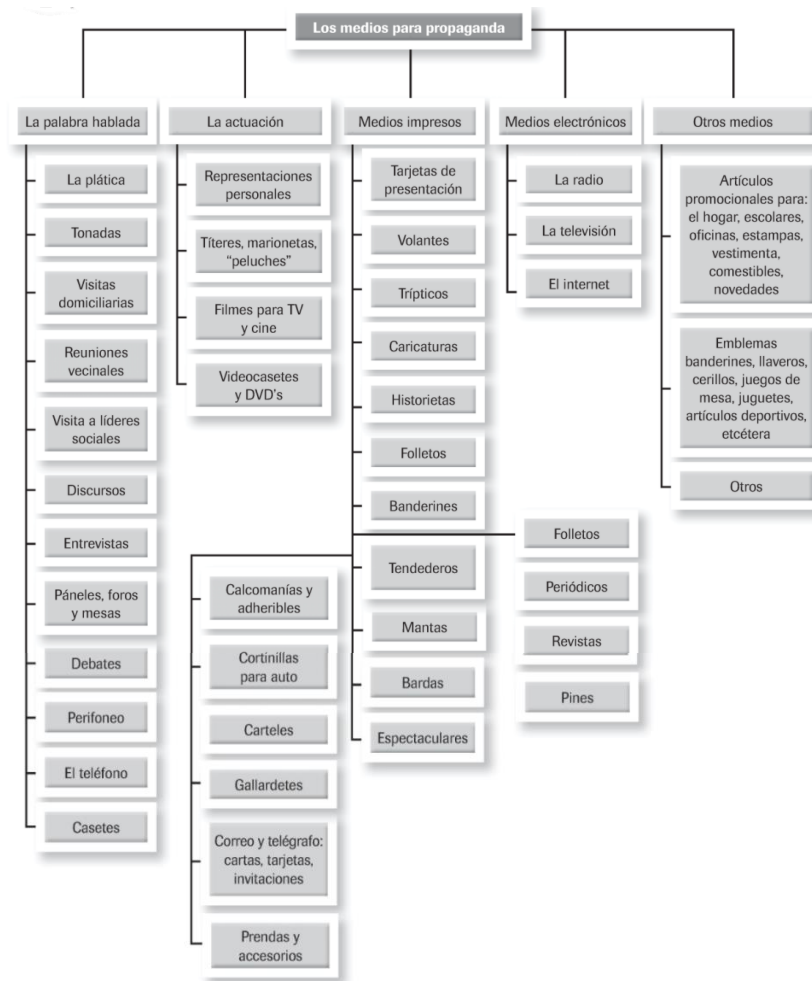 Los medios para propaganda
La palabra hablada
La plática
Tonadas
Visitas
domiciliarias
Reuniones
vecinales
Visita a líderes
sociales
Discursos
Entrevistas
Páneles, foros
y mesas
Debates
Perifoneo
El teléfono
Casetes
La actuación
Representaciones
personales
Títeres, marionetas,
“peluches”
Filmes para TV
y cine
Videocasetes
y DVD's
Medios impresos
Tarjetas de
presentación
Volantes
Trípticos
Caricaturas
Historietas
Folletos
Banderines
Tendederos
Mantas
Bardas
Espectaculares
Calcomanías y
adheribles
Cortinillas
para auto
Carteles
Gallardetes
Correo y telégrafo:
cartas, tarjetas,
invitaciones
Prendas y
accesorios
Folletos
Periódicos
Revistas
Pines
Medios electrónicos
La radio
La televisión
El internet
Otros medios
Artículos
promocionales para:
el hogar, escolares,
oficinas, estampas,
vestimenta,
comestibles,
novedades
Emblemas
banderines, llaveros,
cerillos, juegos de
mesa, juguetes,
artículos deportivos,
etcétera
Otros